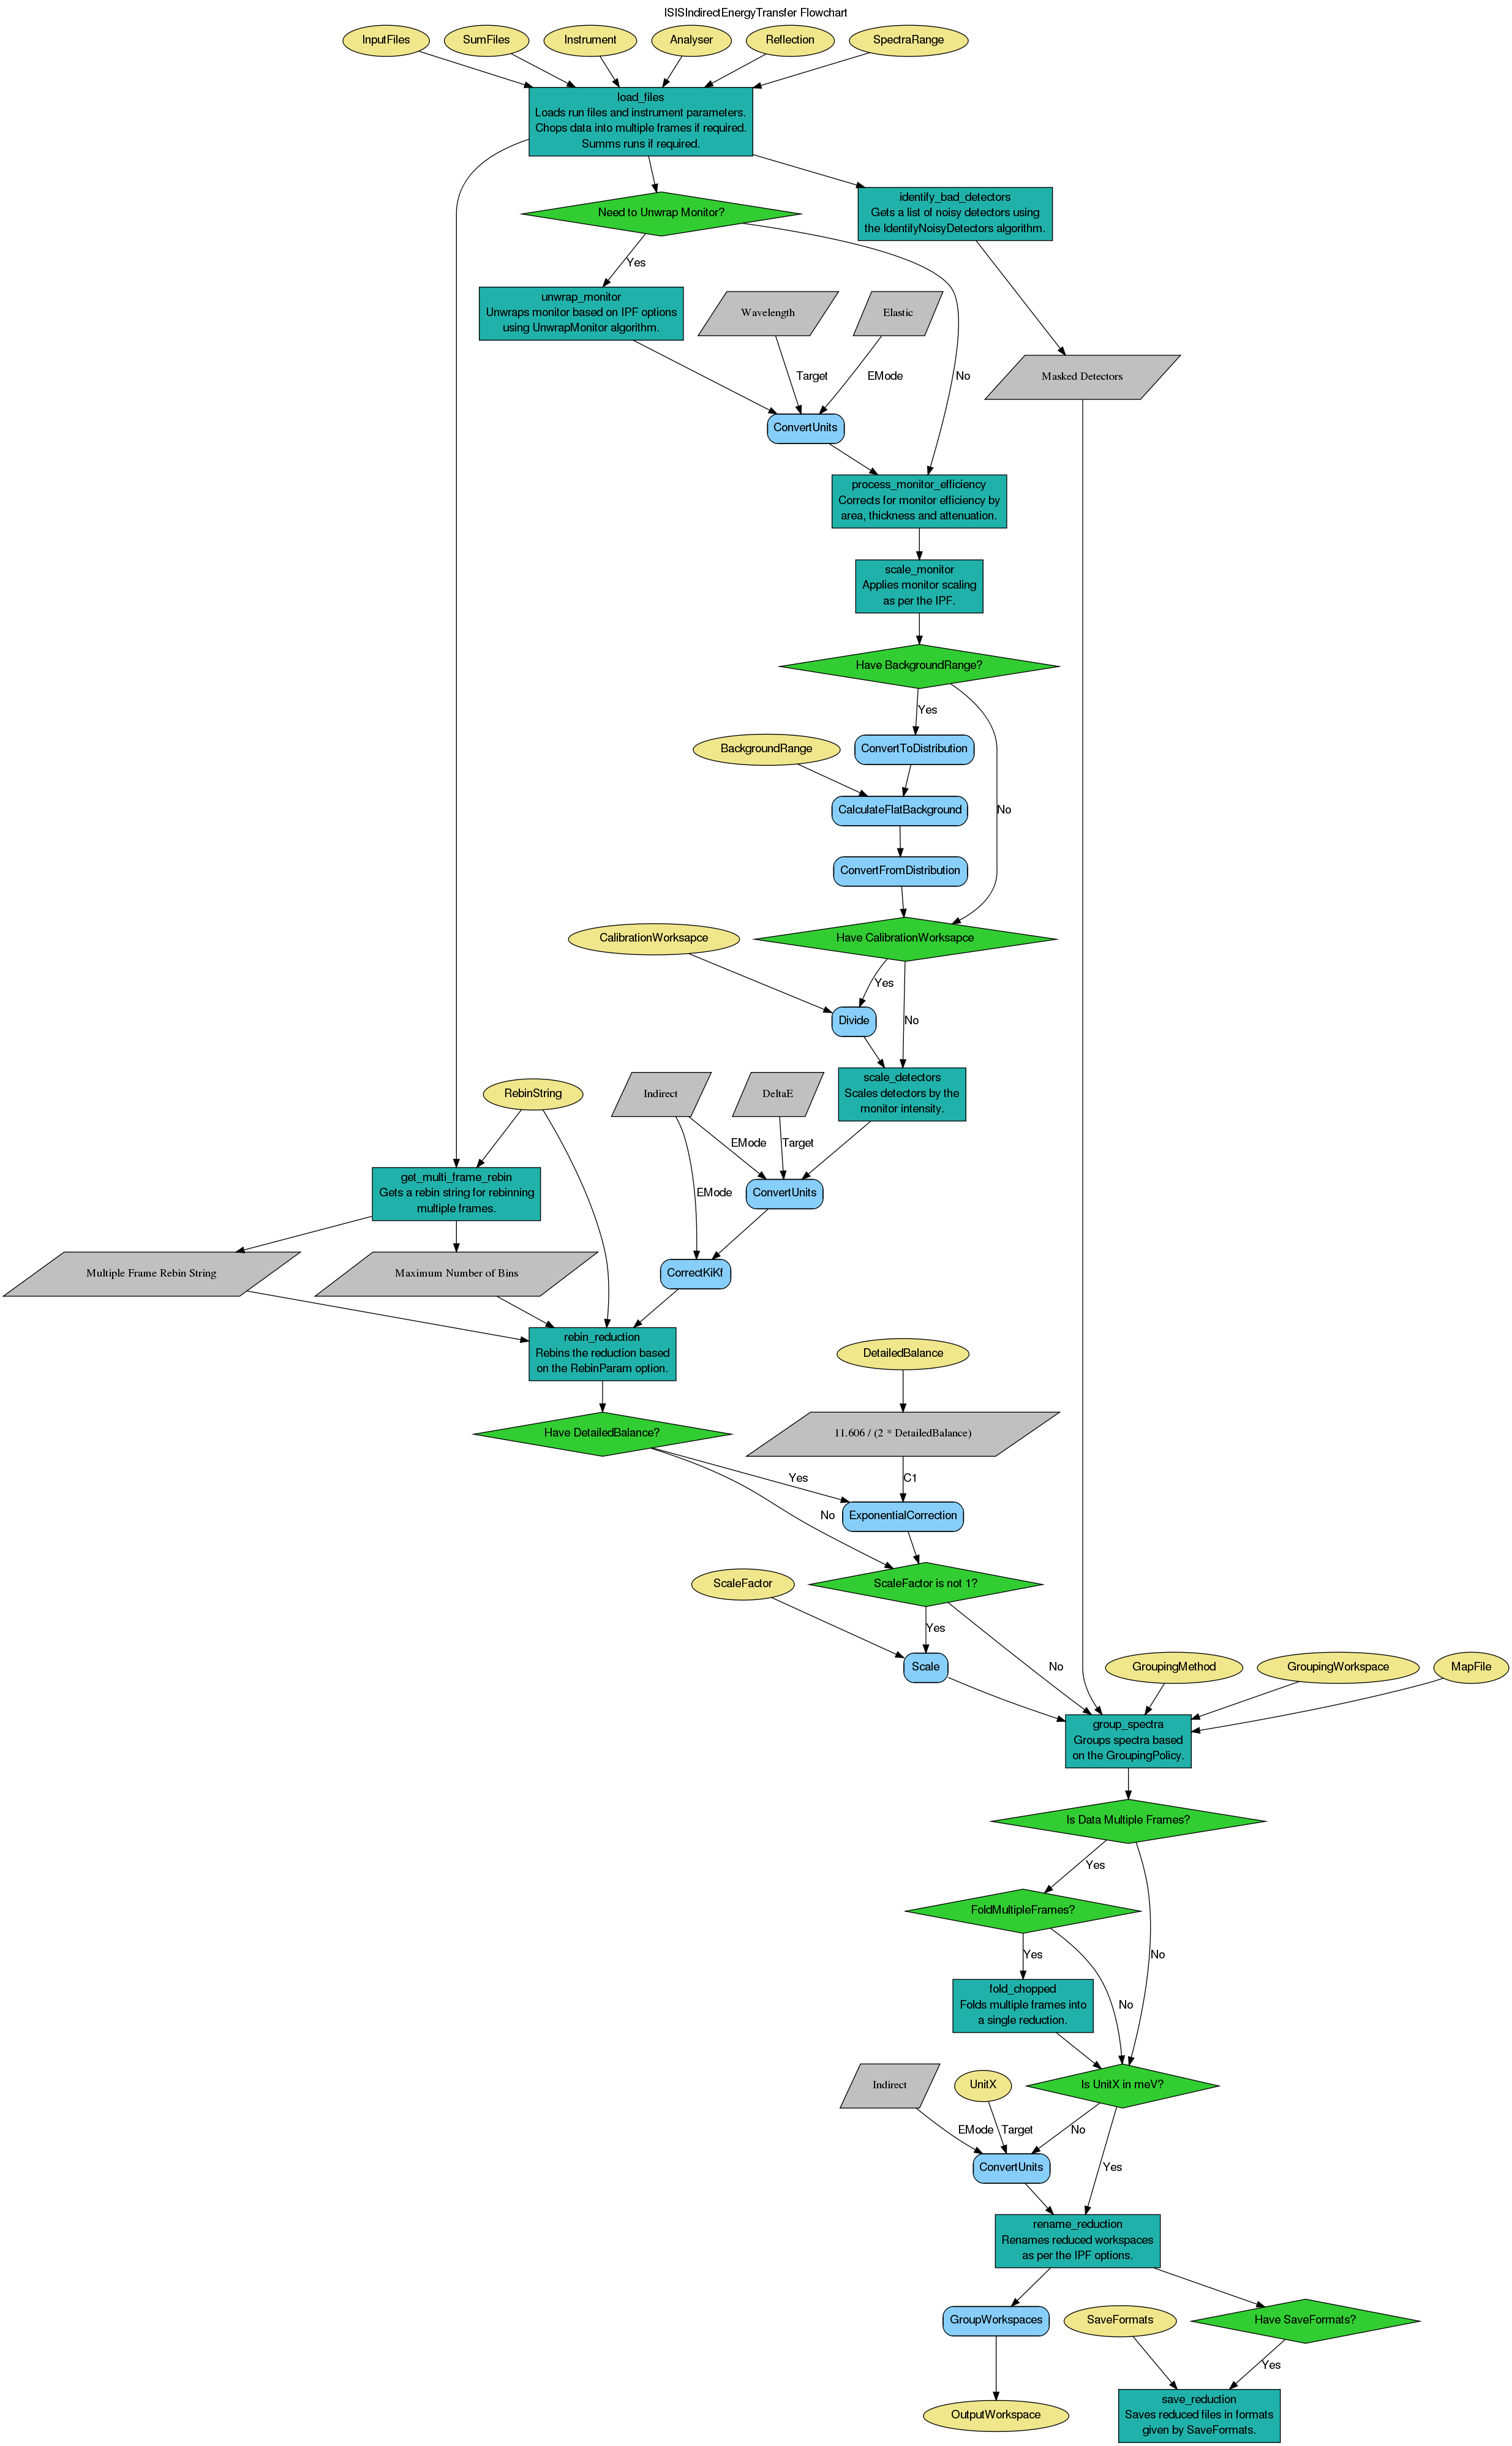 ISISIndirectEnergyTransfer Flowchart
InputFiles
SumFiles
Instrument
Analyser
Reflection
SpectraRange
load_files
Loads run files and instrument parameters.
Chops data into multiple frames if required.
Summs runs if required.
Need to Unwrap Monitor?
identify_bad_detectors
Gets a list of noisy detectors using
the IdentifyNoisyDetectors algorithm.
Yes
unwrap_monitor
Unwraps monitor based on IPF options
using UnwrapMonitor algorithm.
Wavelength
Elastic
Target
EMode
No
Masked Detectors
ConvertUnits
process_monitor_efficiency
Corrects for monitor efficiency by
area, thickness and attenuation.
scale_monitor
Applies monitor scaling
as per the IPF.
Have BackgroundRange?
Yes
BackgroundRange
ConvertToDistribution
CalculateFlatBackground
No
ConvertFromDistribution
CalibrationWorksapce
Have CalibrationWorksapce
Yes
Divide
No
scale_detectors
Scales detectors by the
monitor intensity.
RebinString
Indirect
DeltaE
EMode
Target
get_multi_frame_rebin
Gets a rebin string for rebinning
multiple frames.
EMode
ConvertUnits
Multiple Frame Rebin String
Maximum Number of Bins
CorrectKiKf
rebin_reduction
Rebins the reduction based
on the RebinParam option.
DetailedBalance
Have DetailedBalance?
11.606 / (2 * DetailedBalance)
Yes
C1
No
ExponentialCorrection
ScaleFactor
ScaleFactor is not 1?
Yes
No
Scale
GroupingMethod
GroupingWorkspace
MapFile
group_spectra
Groups spectra based
on the GroupingPolicy.
Is Data Multiple Frames?
Yes
FoldMultipleFrames?
Yes
No
fold_chopped
Folds multiple frames into
a single reduction.
No
Indirect
UnitX
Is UnitX in meV?
EMode
Target
No
ConvertUnits
Yes
rename_reduction
Renames reduced workspaces
as per the IPF options.
GroupWorkspaces
SaveFormats
Have SaveFormats?
Yes
OutputWorkspace
save_reduction
Saves reduced files in formats
given by SaveFormats.